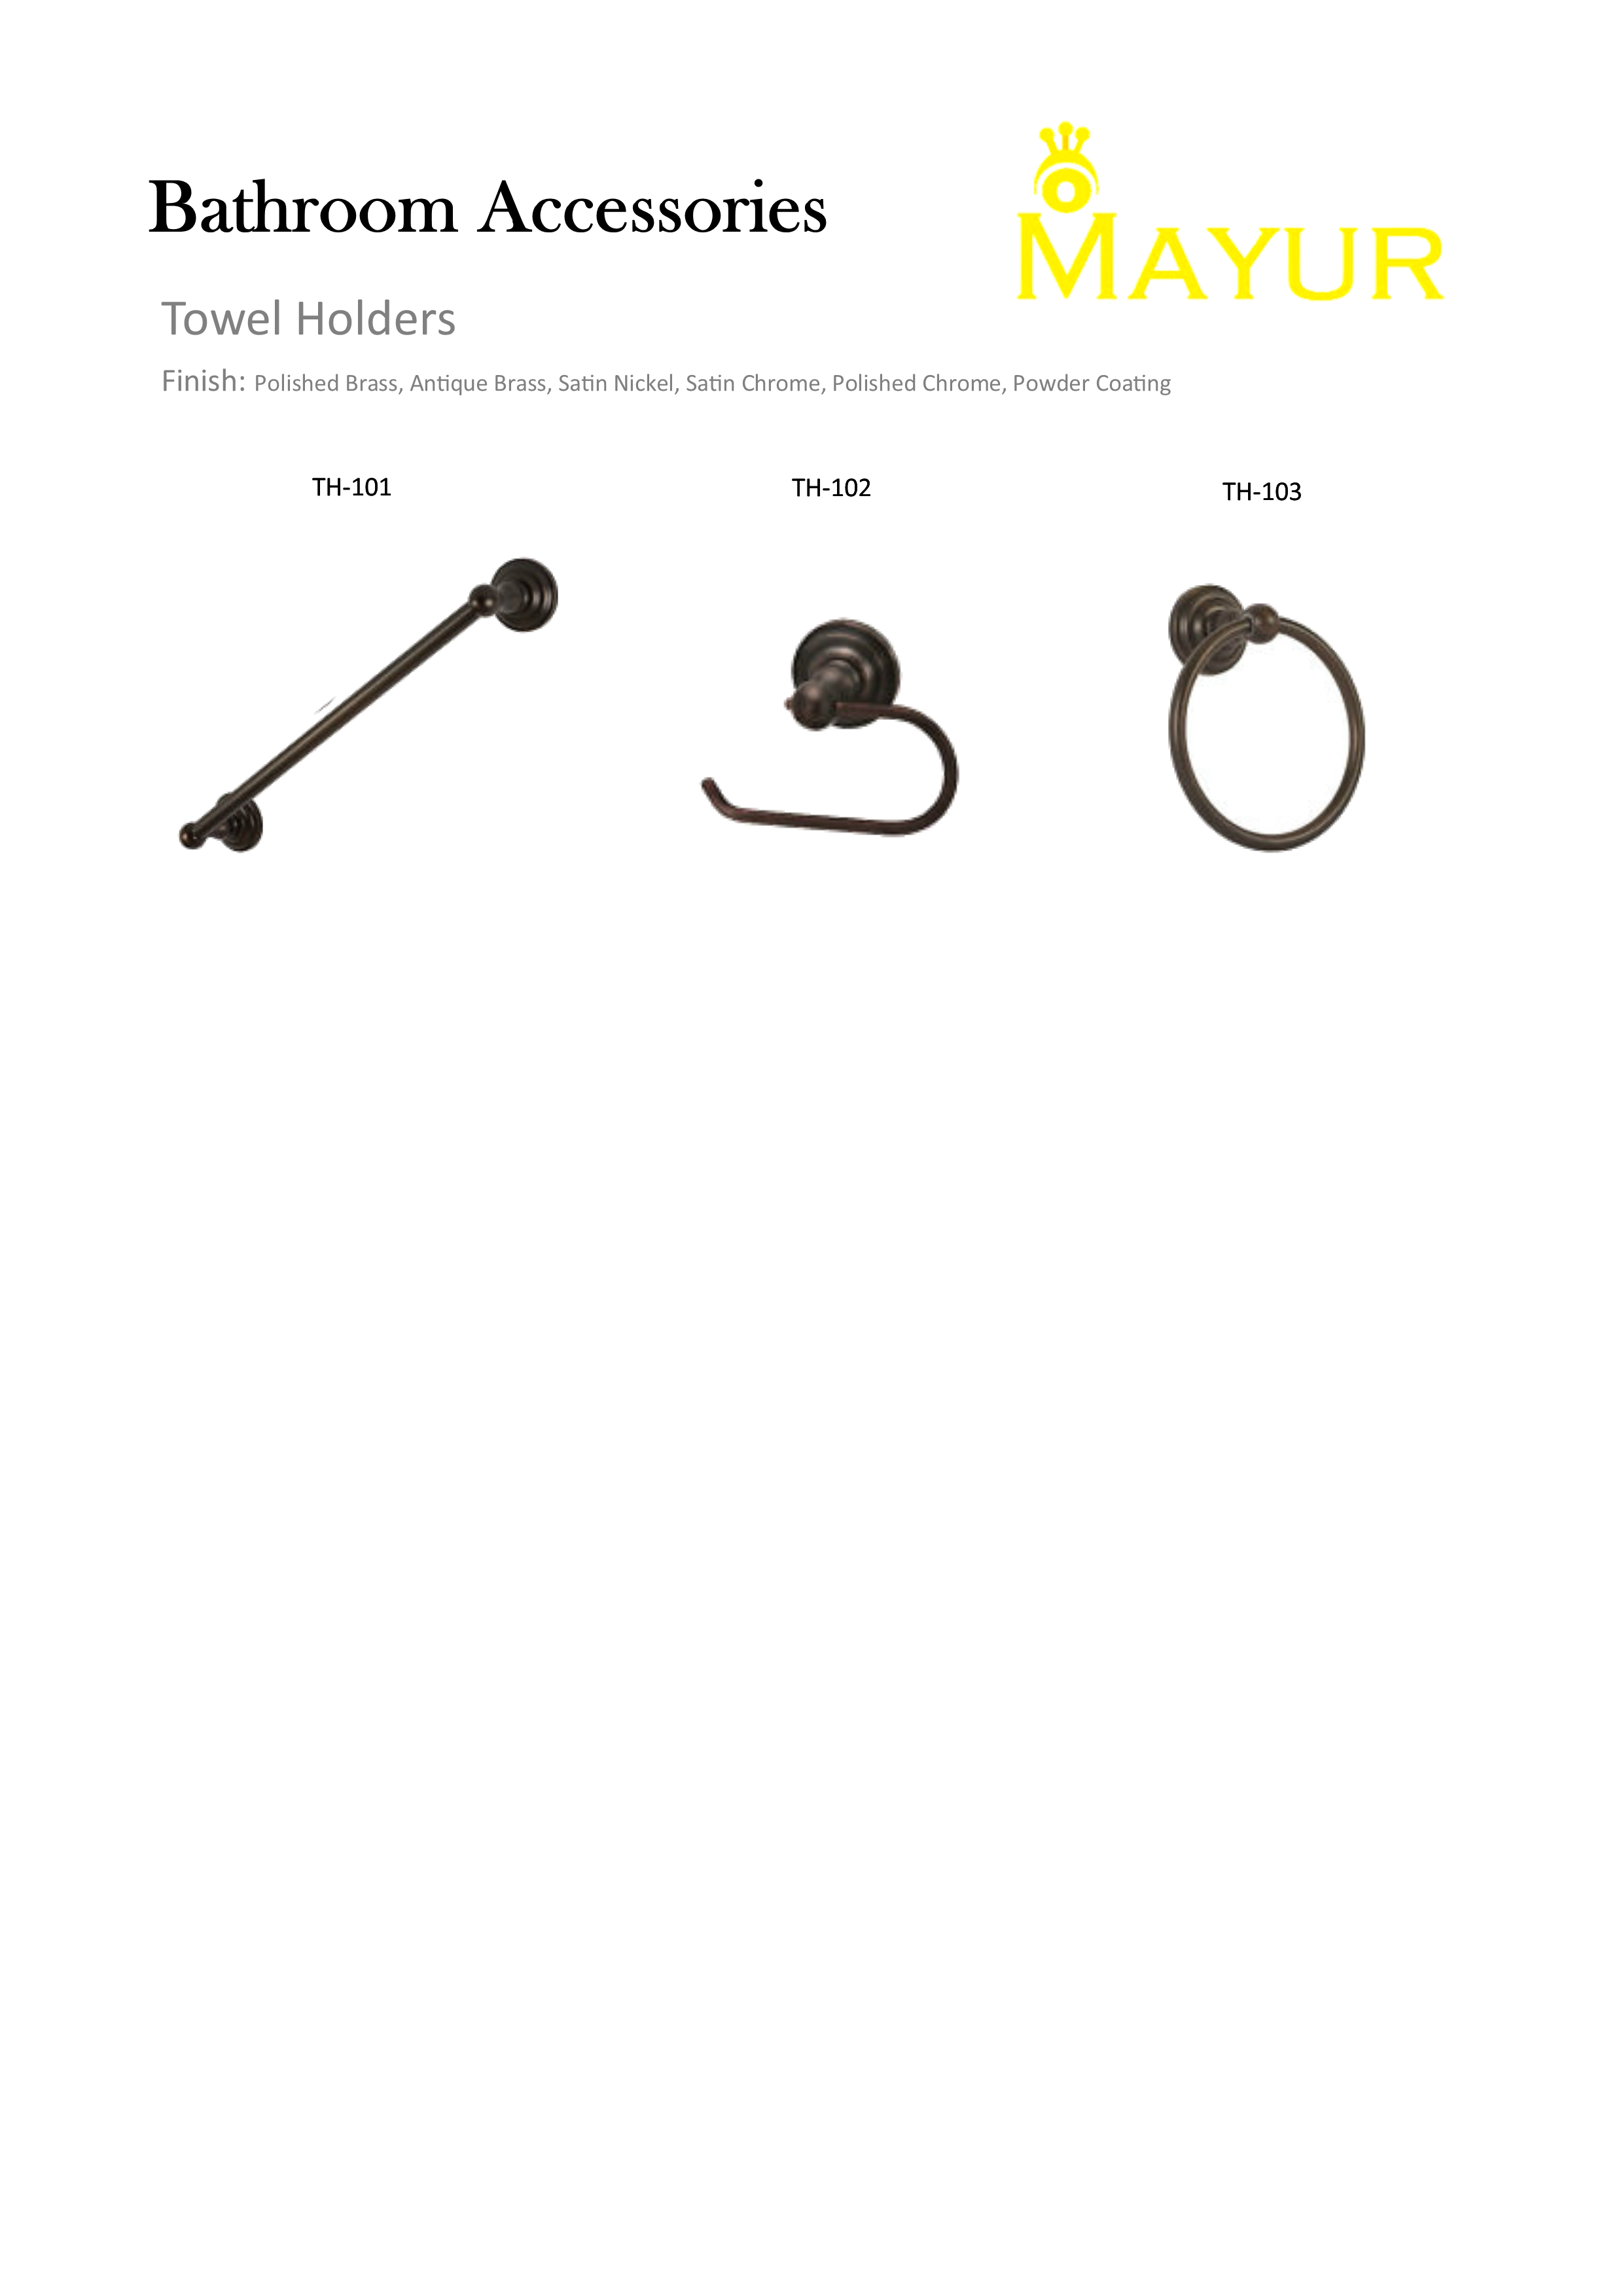 Bathroom Accessories
MAYUR
Towel Holders
Finish: Polished Brass, Antique Brass, Satin Nickel, Satin Chrome, Polished Chrome, Powder Coating
TH-101
TH-102
TH-103